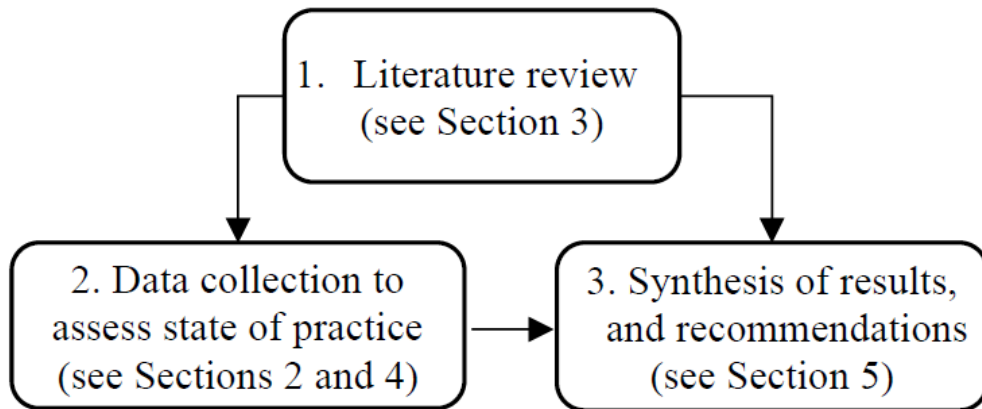 1. Literature review
(see Section 3)
2. Data collection to
assess state of practice
(see Sections 2 and 4)
3. Synthesis of results,
and recommendations
(see Section 5)